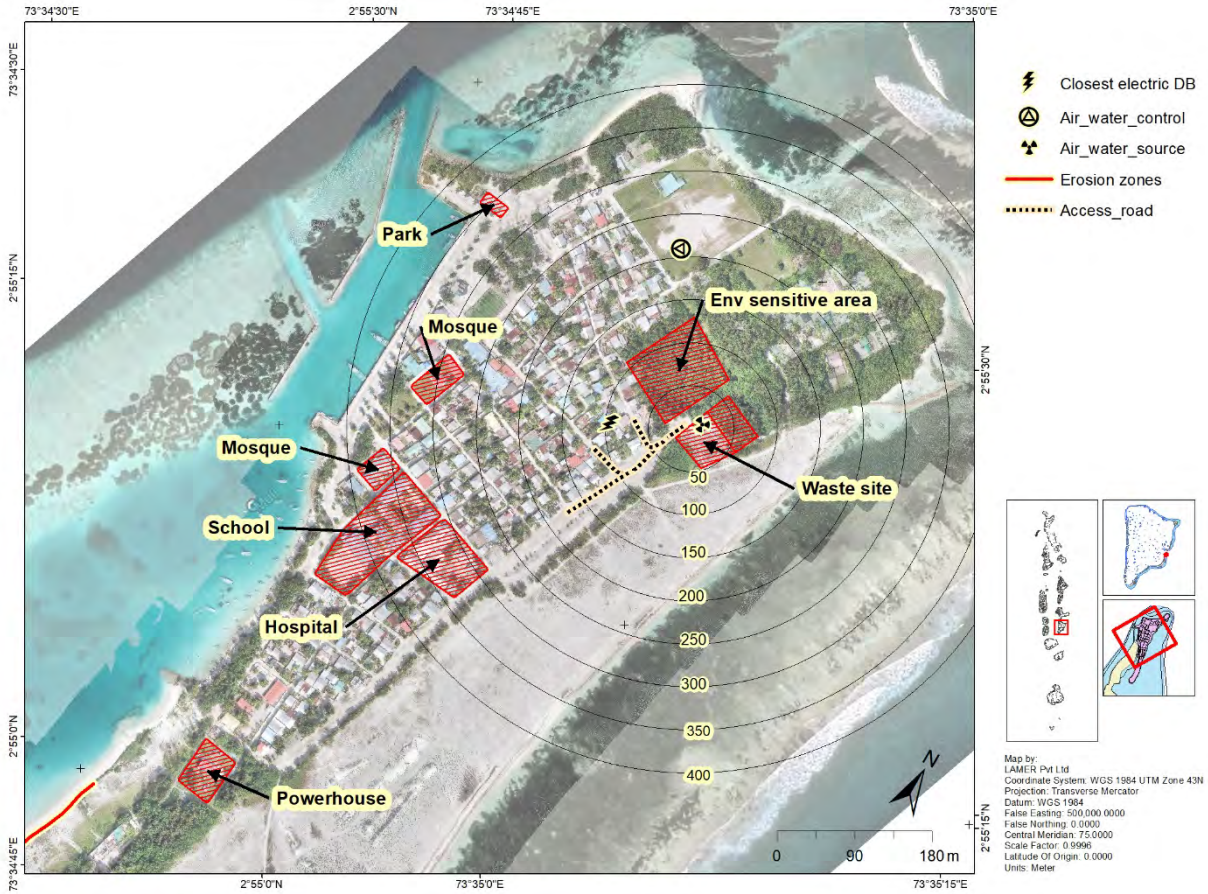 73°34'30"E
2°55'30"N
73°34'45"E
73°35'0"E
73°34'30"E
2°55'15"N
2°55'0"N
73°34'45"E
2°55'30"N
2°55'15"N
Park
Mosque
Env sensitive area
Mosque
Waste site
School
Hospital
Powerhouse
50
100
150
200
250
300
350
400
N
0 90 180 m
2°55'0"N
73°35'0"E
73°35'15"E
Closest electric DB
Air_water_control
Air_water_source
Erosion zones
Access_road
Map by:
LAMER Pvt Ltd
Coordinate System: WGS 1984 UTM Zone 43N
Projection: Transverse Mercator
Datum: WGS 1984
False Easting: 500,000.0000
False Northing: 0.0000
Central Meridian: 75.0000
Scale Factor: 0.9996
Latitude Of Origin: 0.0000
Units: Meter